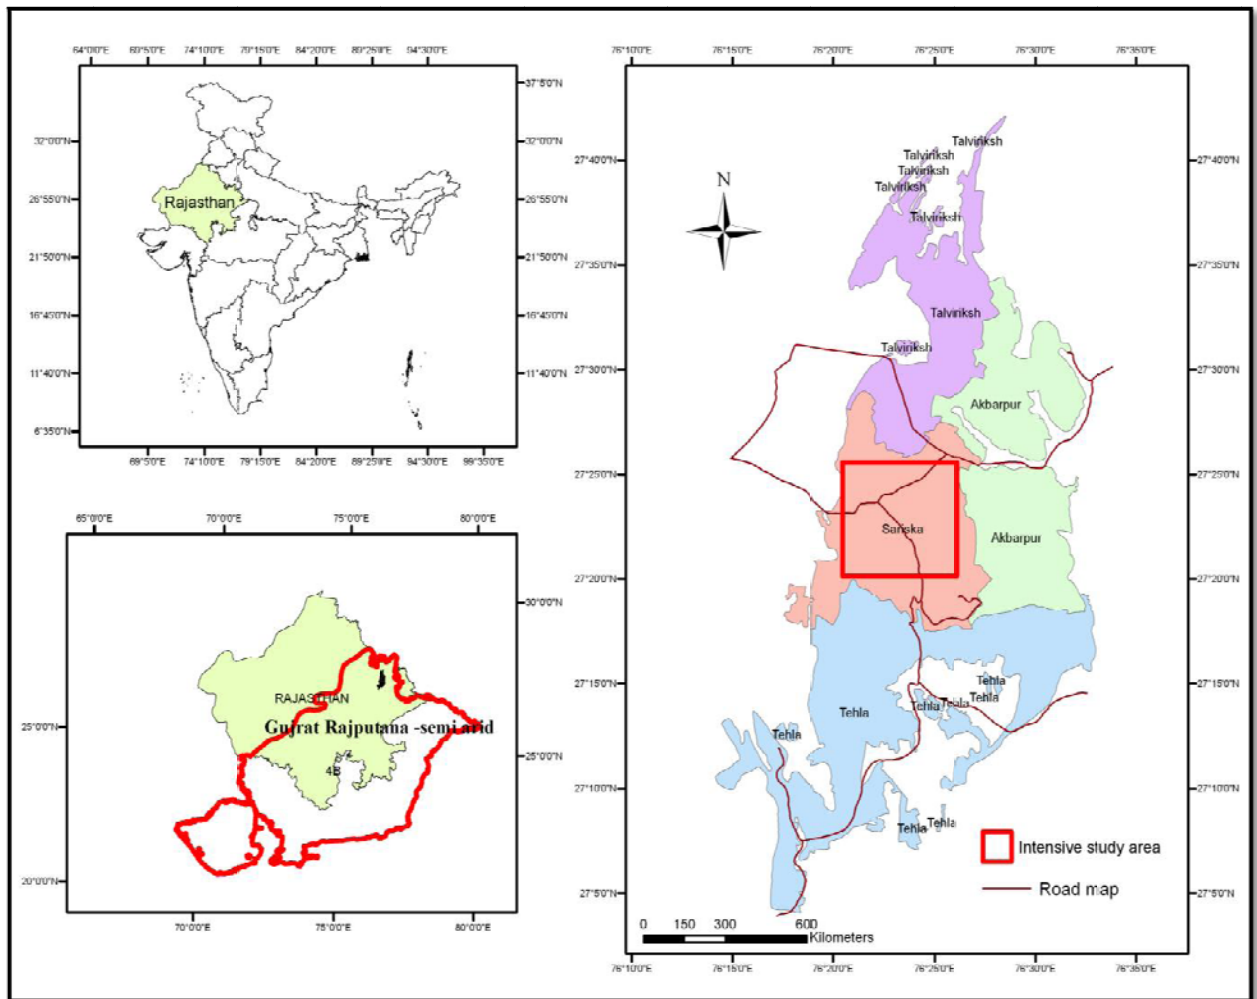 64°0'0"E 69°5'0"E 74°10'0"E 79°15'0"E 84°20'0"E 89°25'0"E 94°30'0"E
37°5'0"N
32°0'0"N 32°0'0"N
26°55'0"N Rajasthan 26°55'0"N
21°50'0"N 21°50'0"N
16°45'0"N 16°45'0"N
11°40'0"N 11°40'0"N
6°35'0"N 6°35'0"N
69°5'0"E 74°10'0"E 79°15'0"E 84°20'0"E 89°25'0"E 94°30'0"E 99°35'0"E
65°0'0"E 70°0'0"E 75°0'0"E 80°0'0"E
30°0'0"N
RAJASTHAN
25°0'0"N Gujrat Rajputana -semi arid
4B 25°0'0"N
20°0'0"N
70°0'0"E 75°0'0"E 80°0'0"E
76°10'0"E 76°15'0"E 76°20'0"E 76°25'0"E 76°30'0"E 76°35'0"E
Talviriksh
27°40'0"N Talviriksh 27°40'0"N
Talviriksh
N Talviriksh
Talviriksh
27°35'0"N 27°35'0"N
Talviriksh
Talviriksh
27°30'0"N 27°30'0"N
Akbarpur
27°25'0"N 27°25'0"N
Sariska
Akbarpur
27°20'0"N 27°20'0"N
27°15'0"N Tehla 27°15'0"N
Tehla
Tehla Tehla
Tehla
Tehla
27°10'0"N 27°10'0"N
Tehla Tehla
Intensive study area
27°5'0"N Road map 27°5'0"N
0 150 300 600
Kilometers
76°10'0"E 76°15'0"E 76°20'0"E 76°25'0"E 76°30'0"E 76°35'0"E